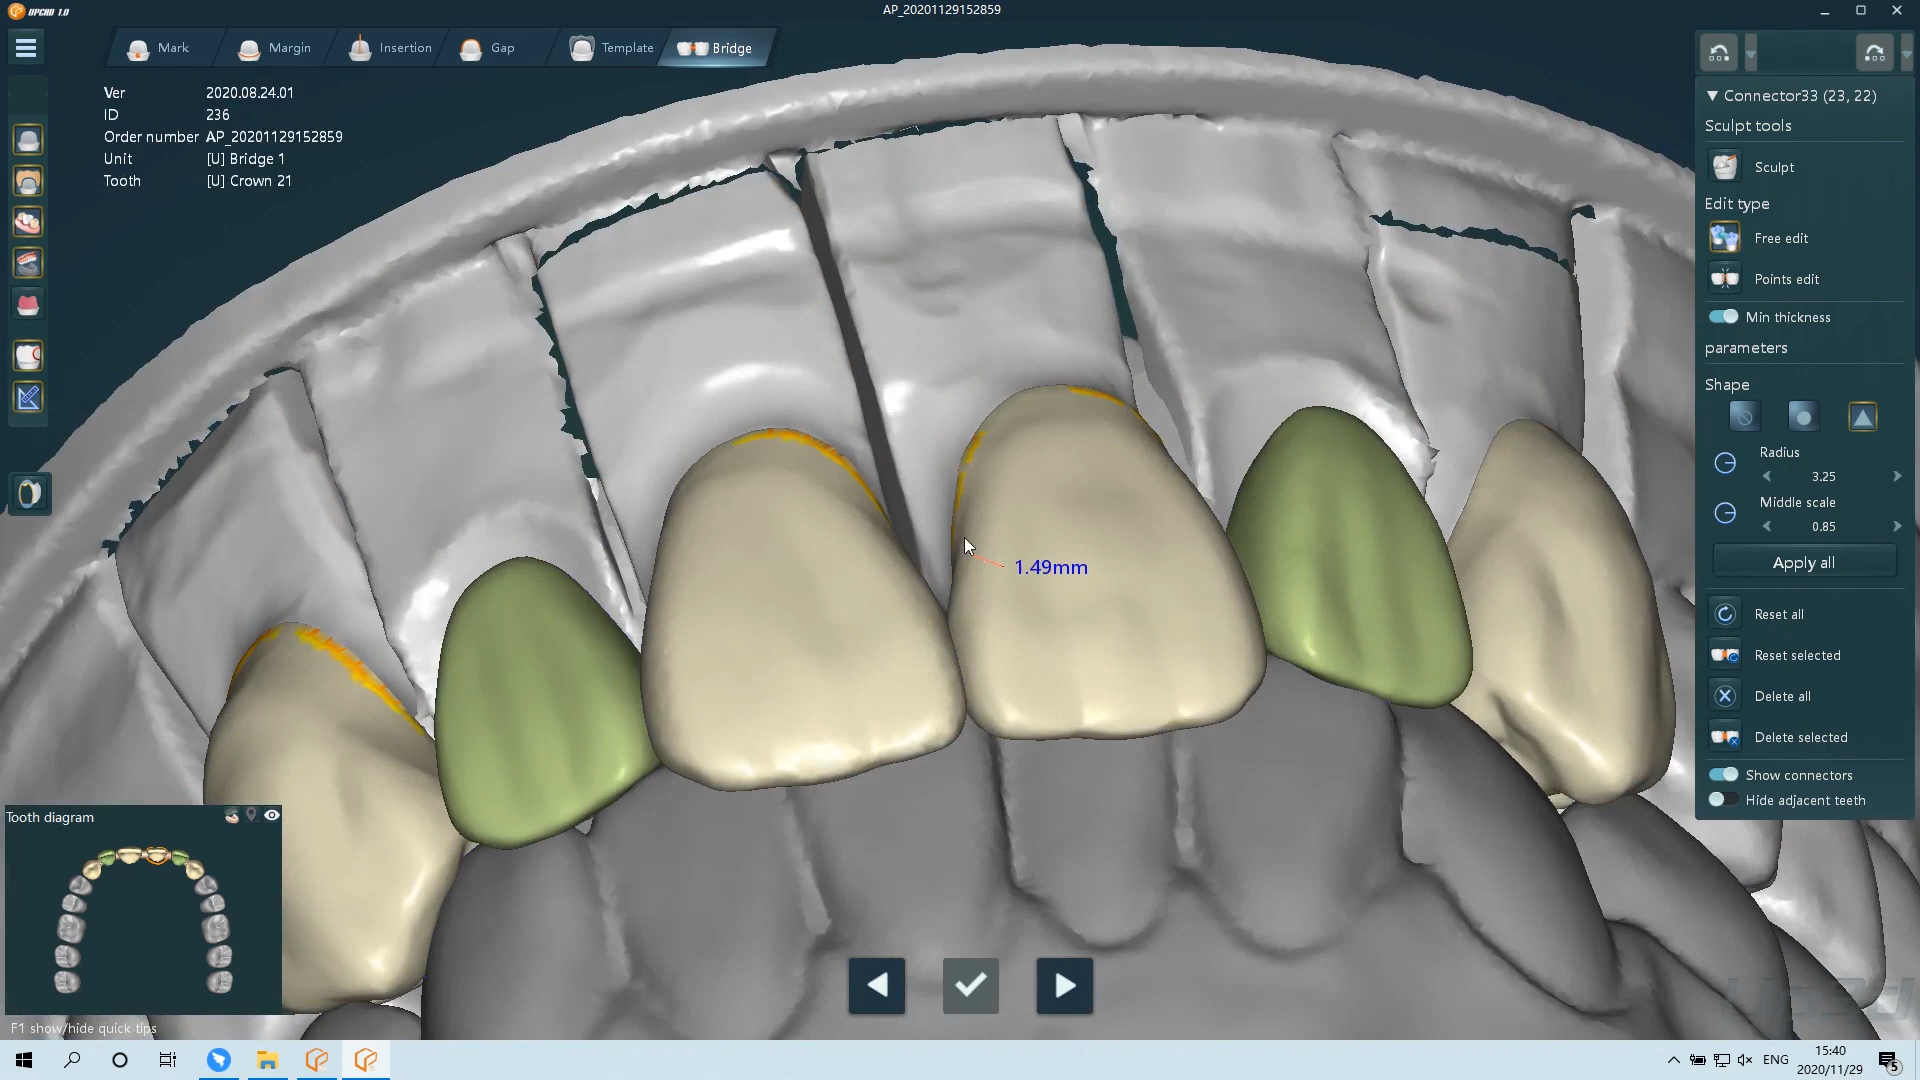 UPCAD 1.0
AP_20201129152859
Mark
Margin
Insertion
Gap
Template
Bridge
Ver 2020.08.24.01
ID 236
Order number AP_20201129152859
Unit [U] Bridge 1
Tooth [U] Crown 21
Connector33 (23, 22)
Sculpt tools
Sculpt
Edit type
Free edit
Points edit
Min thickness
parameters
Shape
Radius
3.25
Middle scale
0.85
Apply all
Reset all
Reset selected
Delete all
Delete selected
Show connectors
Hide adjacent teeth
1.49mm
Tooth diagram
F1 show/hide quick tips
ENG
15:40
2020/11/29
5